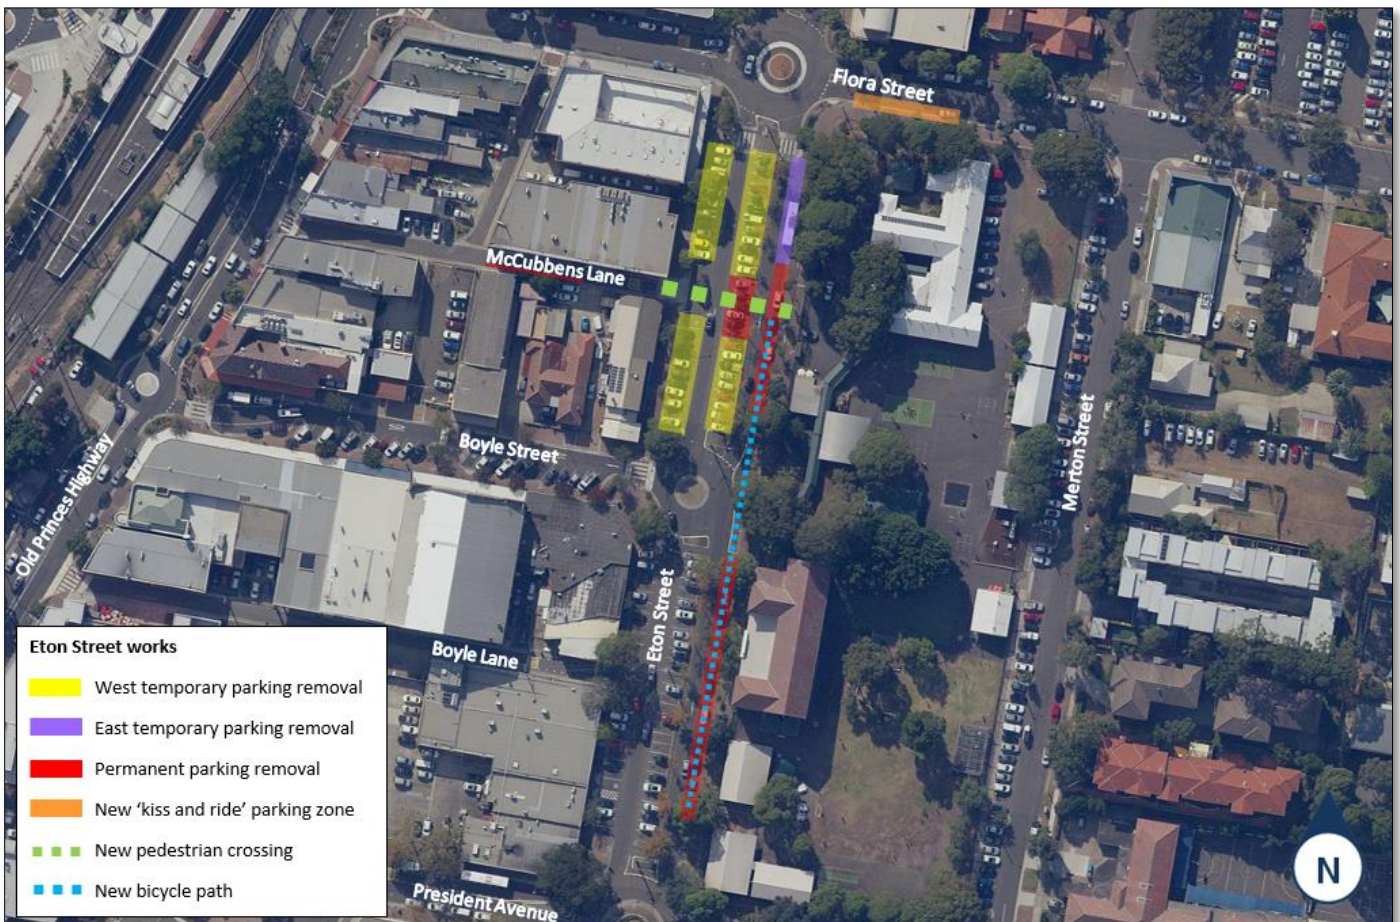 Flora Street
McCubbens Lane
Boyle Street
Merton Street
Old Princes Highway
Eton Street
Boyle Lane
President Avenue
Eton Street works
West temporary parking removal
East temporary parking removal
Permanent parking removal
New ‘kiss and ride’ parking zone
New pedestrian crossing
New bicycle path
N